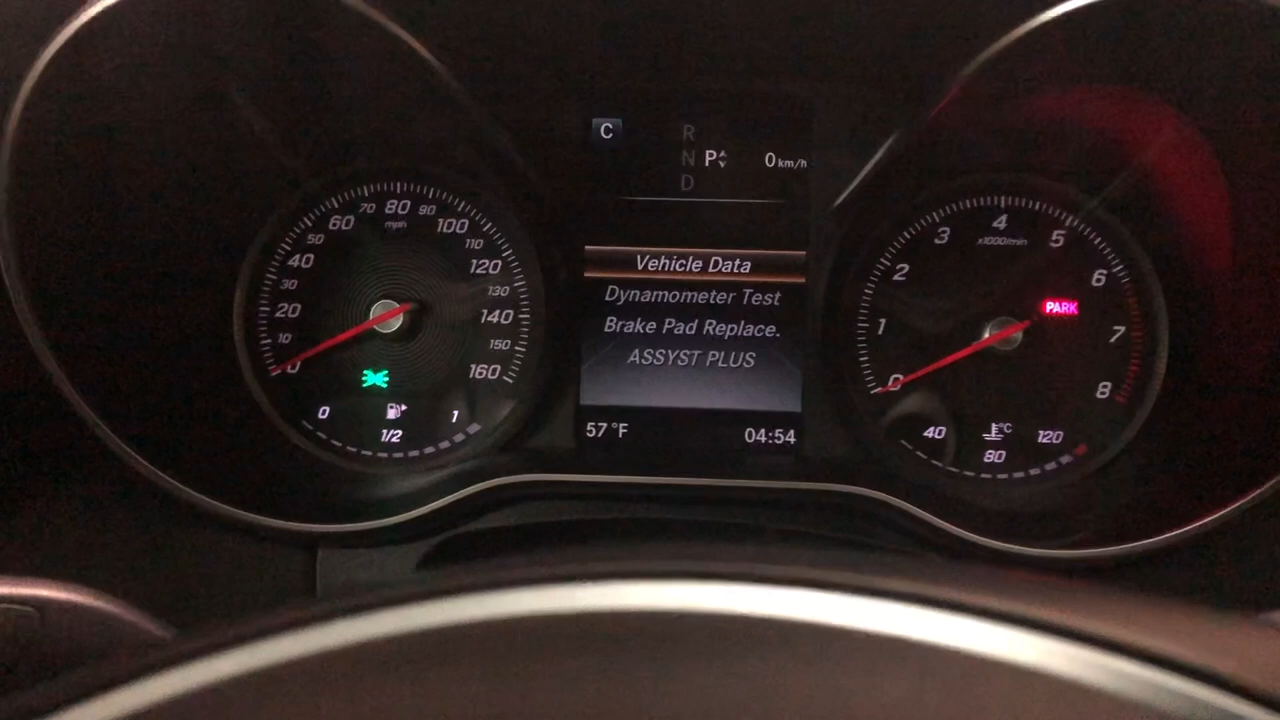 C
R
N P 0 km/h
D
70 80 90
60 mph 100
50 110
40 120
30 130
20 140
10 150
0 160
0 1
1/2
Vehicle Data
Dynamometer Test
Brake Pad Replace.
ASSYST PLUS
57 °F 04:54
4
3 x1000/min 5
2 6
PARK
1 7
0 8
40 °C 120
80